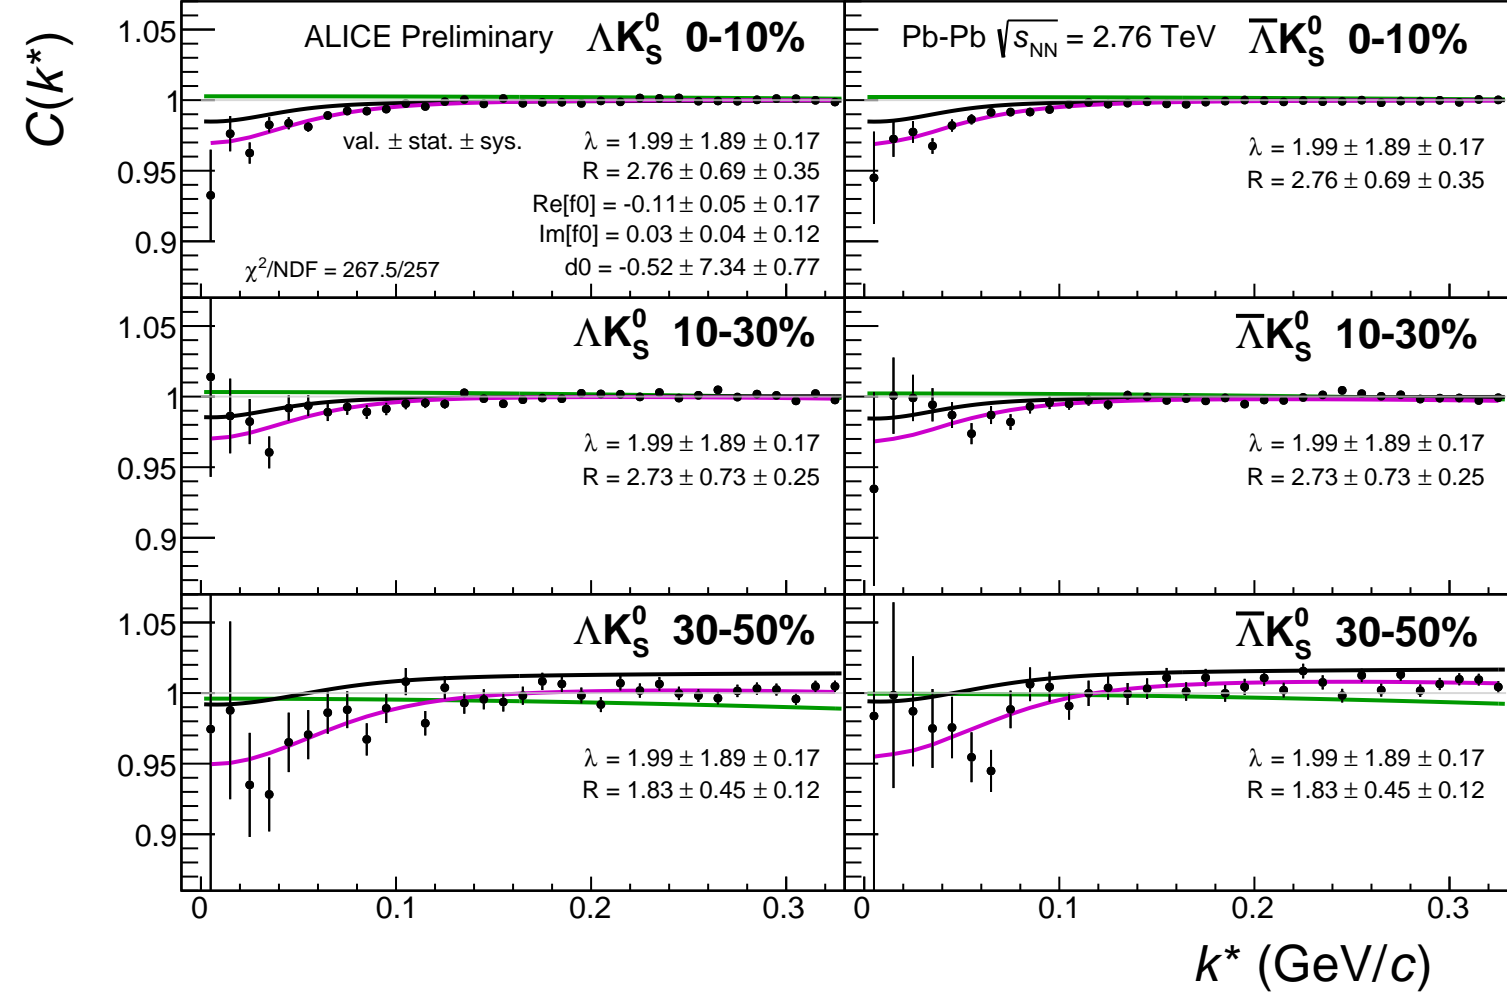 C(k*)
1.05
1
0.95
0.9
ALICE Preliminary ΛK⁰S 0-10%
val. ± stat. ± sys.
λ = 1.99 ± 1.89 ± 0.17
R = 2.76 ± 0.69 ± 0.35
Re[f0] = -0.11 ± 0.05 ± 0.17
Im[f0] = 0.03 ± 0.04 ± 0.12
χ²/NDF = 267.5/257
d0 = -0.52 ± 7.34 ± 0.77
Pb-Pb √sNN = 2.76 TeV Λ̅K⁰S 0-10%
λ = 1.99 ± 1.89 ± 0.17
R = 2.76 ± 0.69 ± 0.35
1.05
1
0.95
0.9
ΛK⁰S 10-30%
λ = 1.99 ± 1.89 ± 0.17
R = 2.73 ± 0.73 ± 0.25
Λ̅K⁰S 10-30%
λ = 1.99 ± 1.89 ± 0.17
R = 2.73 ± 0.73 ± 0.25
1.05
1
0.95
0.9
ΛK⁰S 30-50%
λ = 1.99 ± 1.89 ± 0.17
R = 1.83 ± 0.45 ± 0.12
Λ̅K⁰S 30-50%
λ = 1.99 ± 1.89 ± 0.17
R = 1.83 ± 0.45 ± 0.12
0 0.1 0.2 0.3 0 0.1 0.2 0.3
k* (GeV/c)